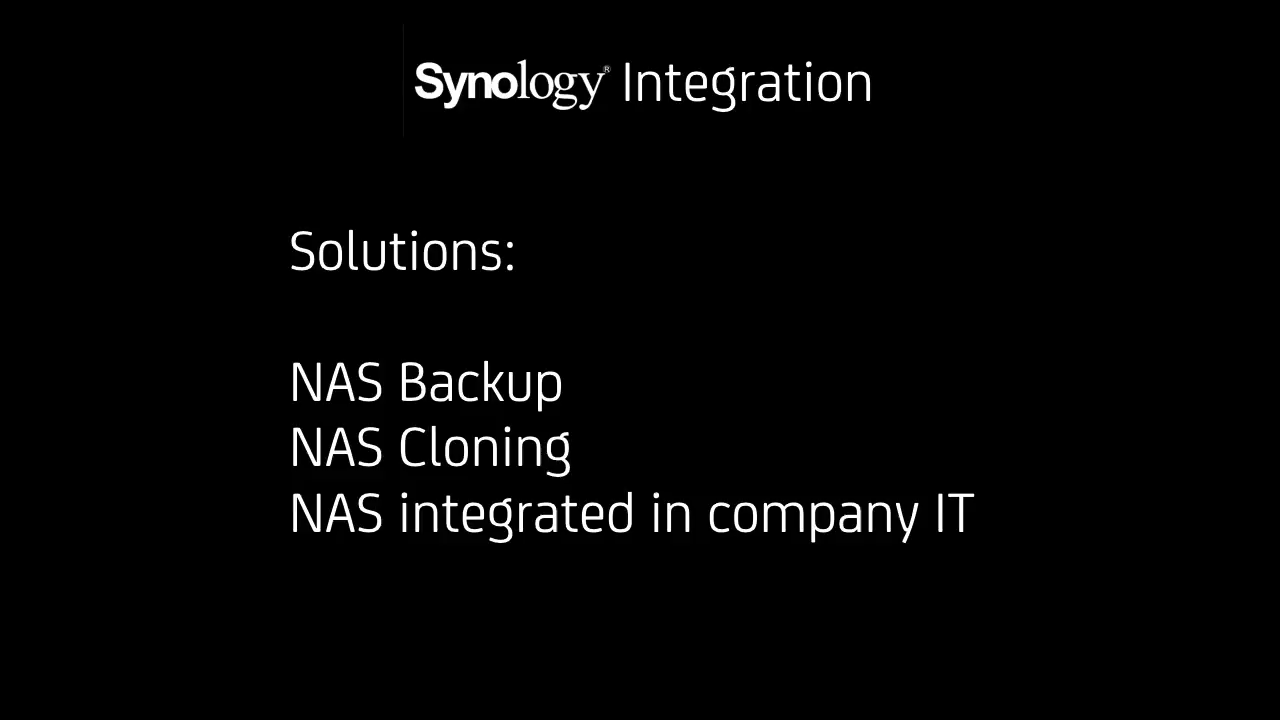 Synology® Integration
Solutions:
NAS Backup
NAS Cloning
NAS integrated in company IT